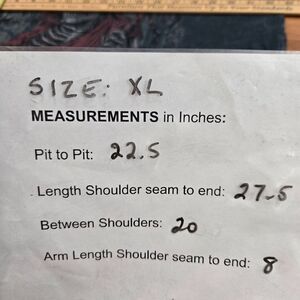 SIZE: XL
MEASUREMENTS in Inches:
Pit to Pit: 22.5
Length Shoulder seam to end: 27.5
Between Shoulders: 20
Arm Length Shoulder seam to end: 8